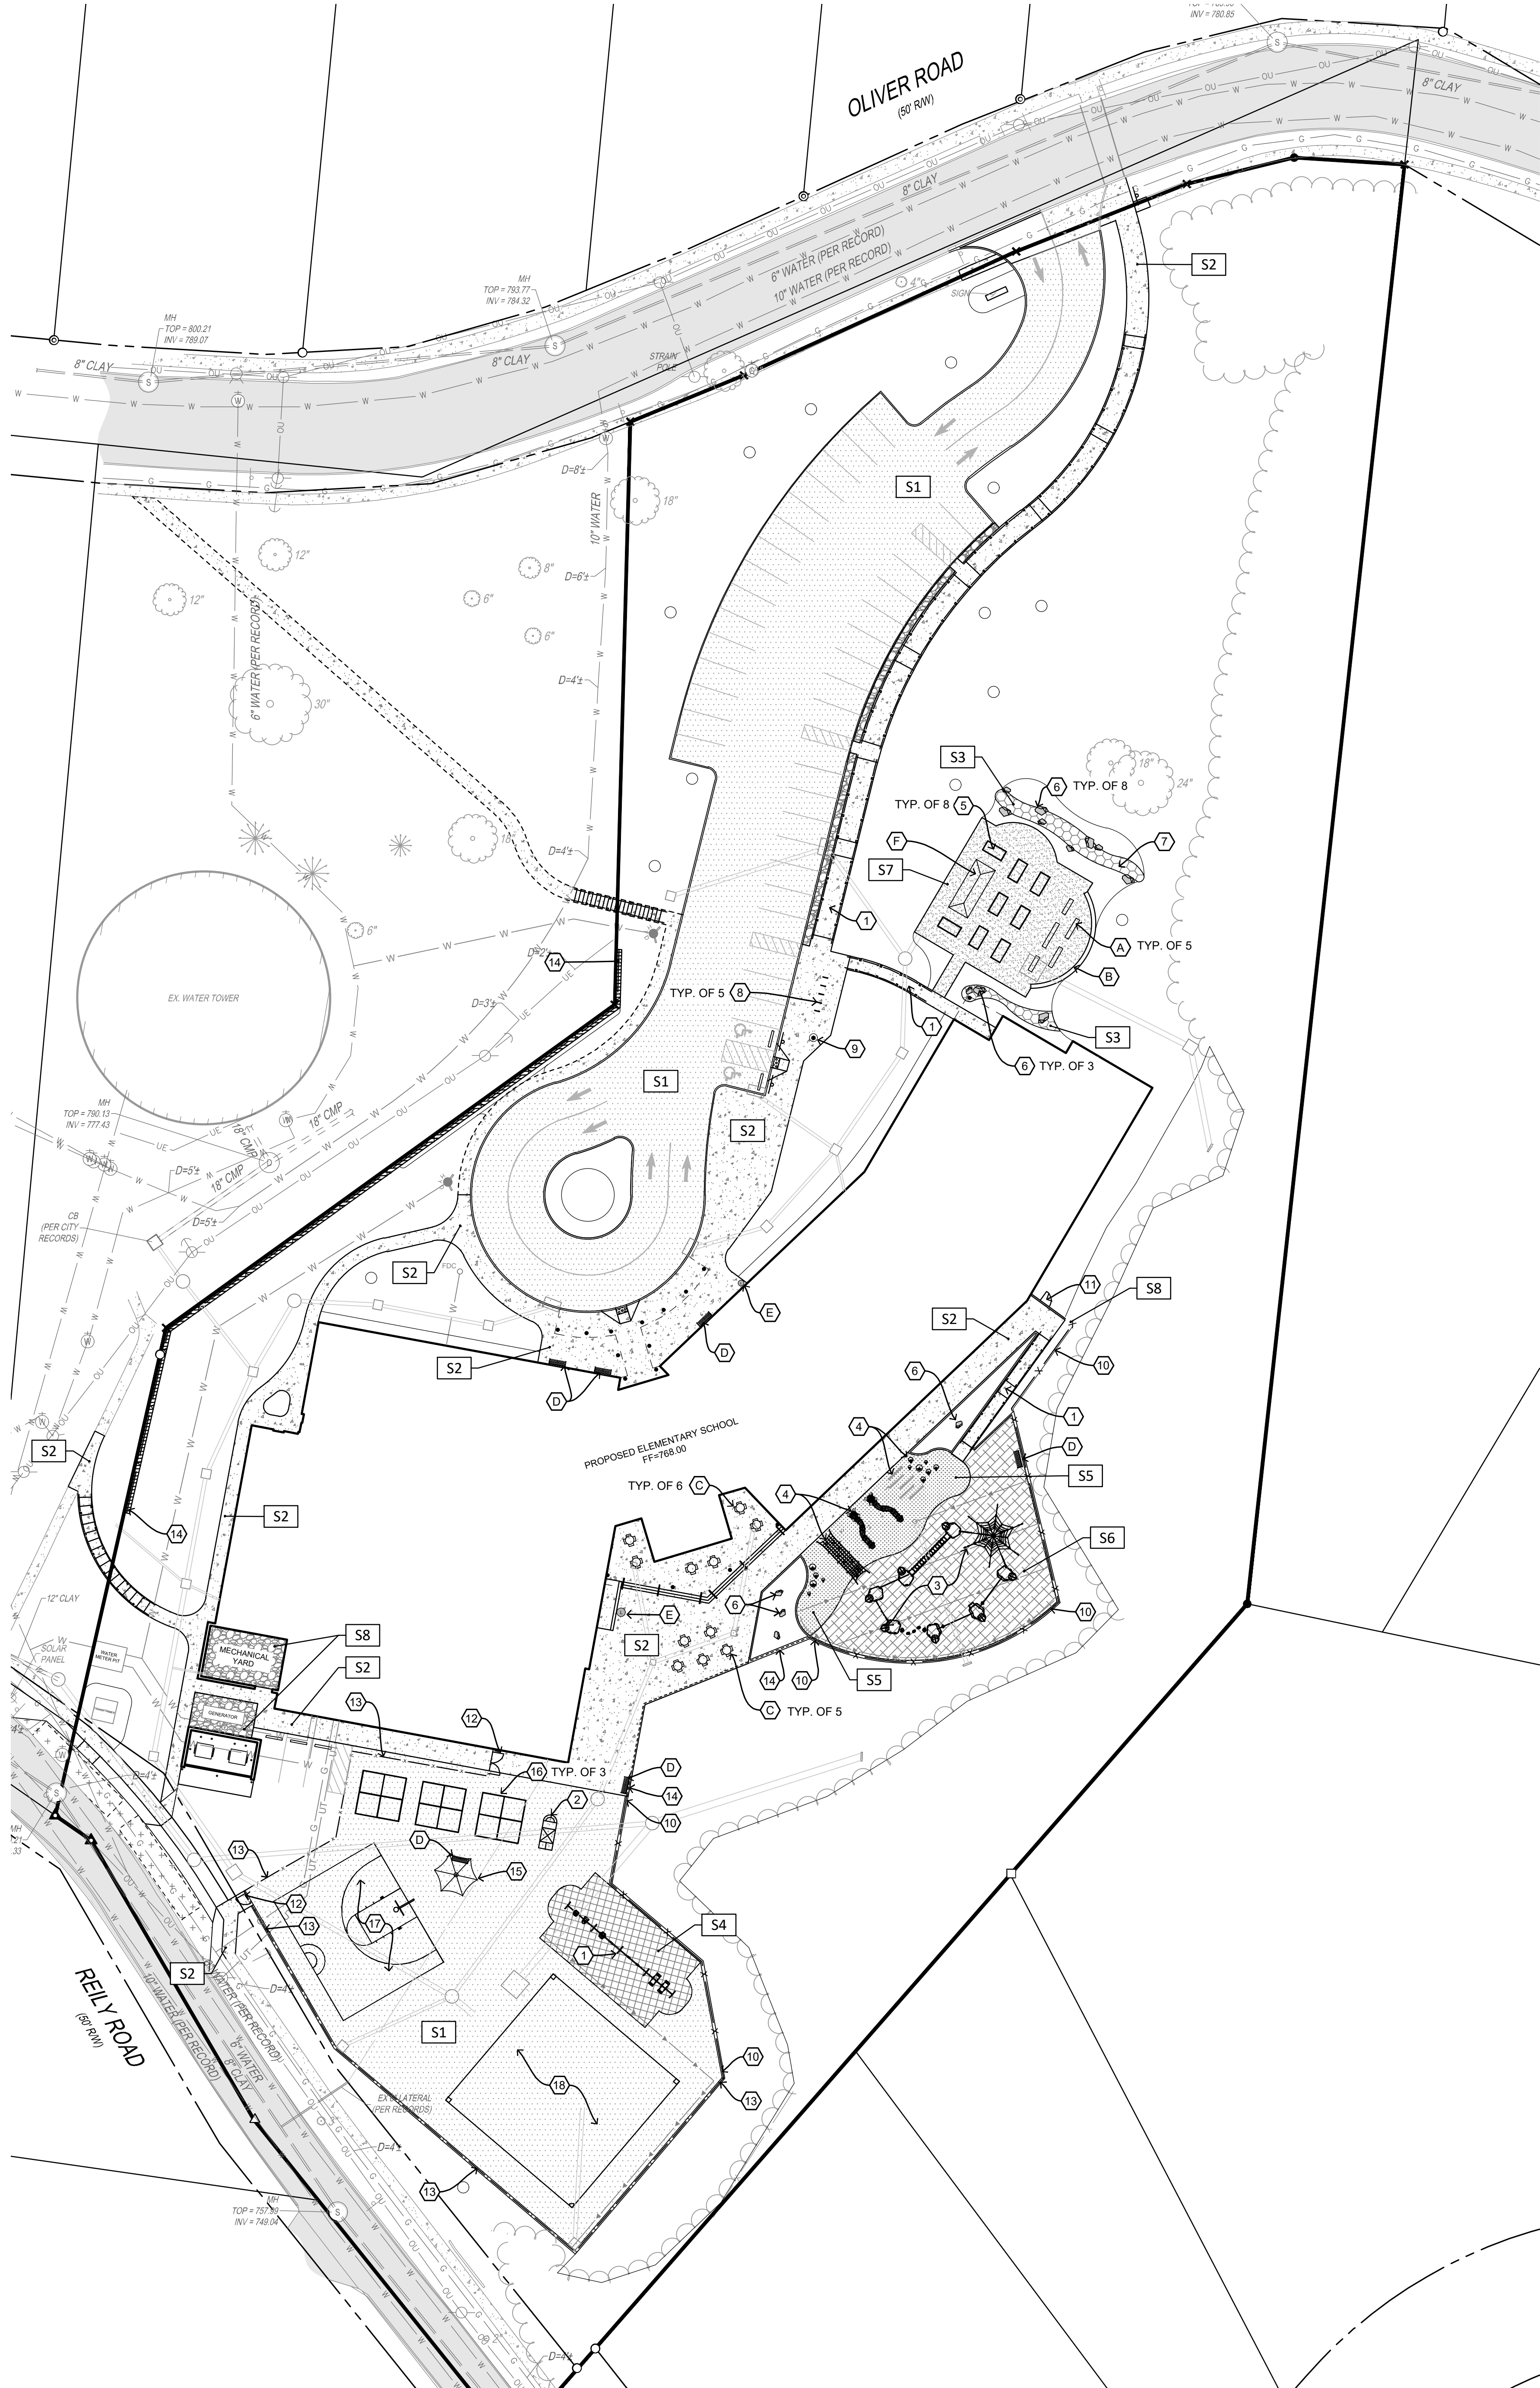 INV = 780.85
OLIVER ROAD
(50' R/W)
8" CLAY
8" CLAY
6" WATER (PER RECORD)
10" WATER (PER RECORD)
S2
MH
TOP = 793.77
INV = 784.32
4"
SIGN
MH
TOP = 800.21
INV = 789.07
STRAIN
POLE
8" CLAY
8" CLAY
D=8'±
18"
S1
10" WATER
12"
8"
D=6'±
12"
6"
6"
6" WATER (PER RECORD)
D=4'±
30"
S3
18"
24"
6 TYP. OF 8
TYP. OF 8 5
F
7
18"
D=4'±
S7
1
6"
A TYP. OF 5
D=2'±
14
B
TYP. OF 5 8
EX. WATER TOWER
D=3'±
1
S3
9
6 TYP. OF 3
S1
MH
TOP = 790.13
INV = 777.43
18" CMP
18" CMP
S2
D=5'±
18" CMP
CB
(PER CITY
RECORDS)
D=5'±
S2
FDC
E
11
S8
S2
D
10
S2
D
6
1
4
PROPOSED ELEMENTARY SCHOOL
FF=768.00
S2
D
S5
TYP. OF 6 C
4
S2
14
S6
3
12" CLAY
6
E
10
SOLAR
PANEL
WATER
METER PIT
MECHANICAL
YARD
S8
S2
S2
14
10
S5
GENERATOR
13
C TYP. OF 5
12
D=4'±
16 TYP. OF 3
D
14
2
10
MH
D
13
15
12
17
13
S4
1
S2
REILY ROAD
(50' R/W)
D=4'±
10" WATER (PER RECORD)
WATER (PER RECORD)
6" WATER
8" CLAY
S1
10
18
13
EX LATERAL
(PER RECORDS)
D=4'±
13
MH
TOP = 757.99
INV = 749.04
2"
D=4'±